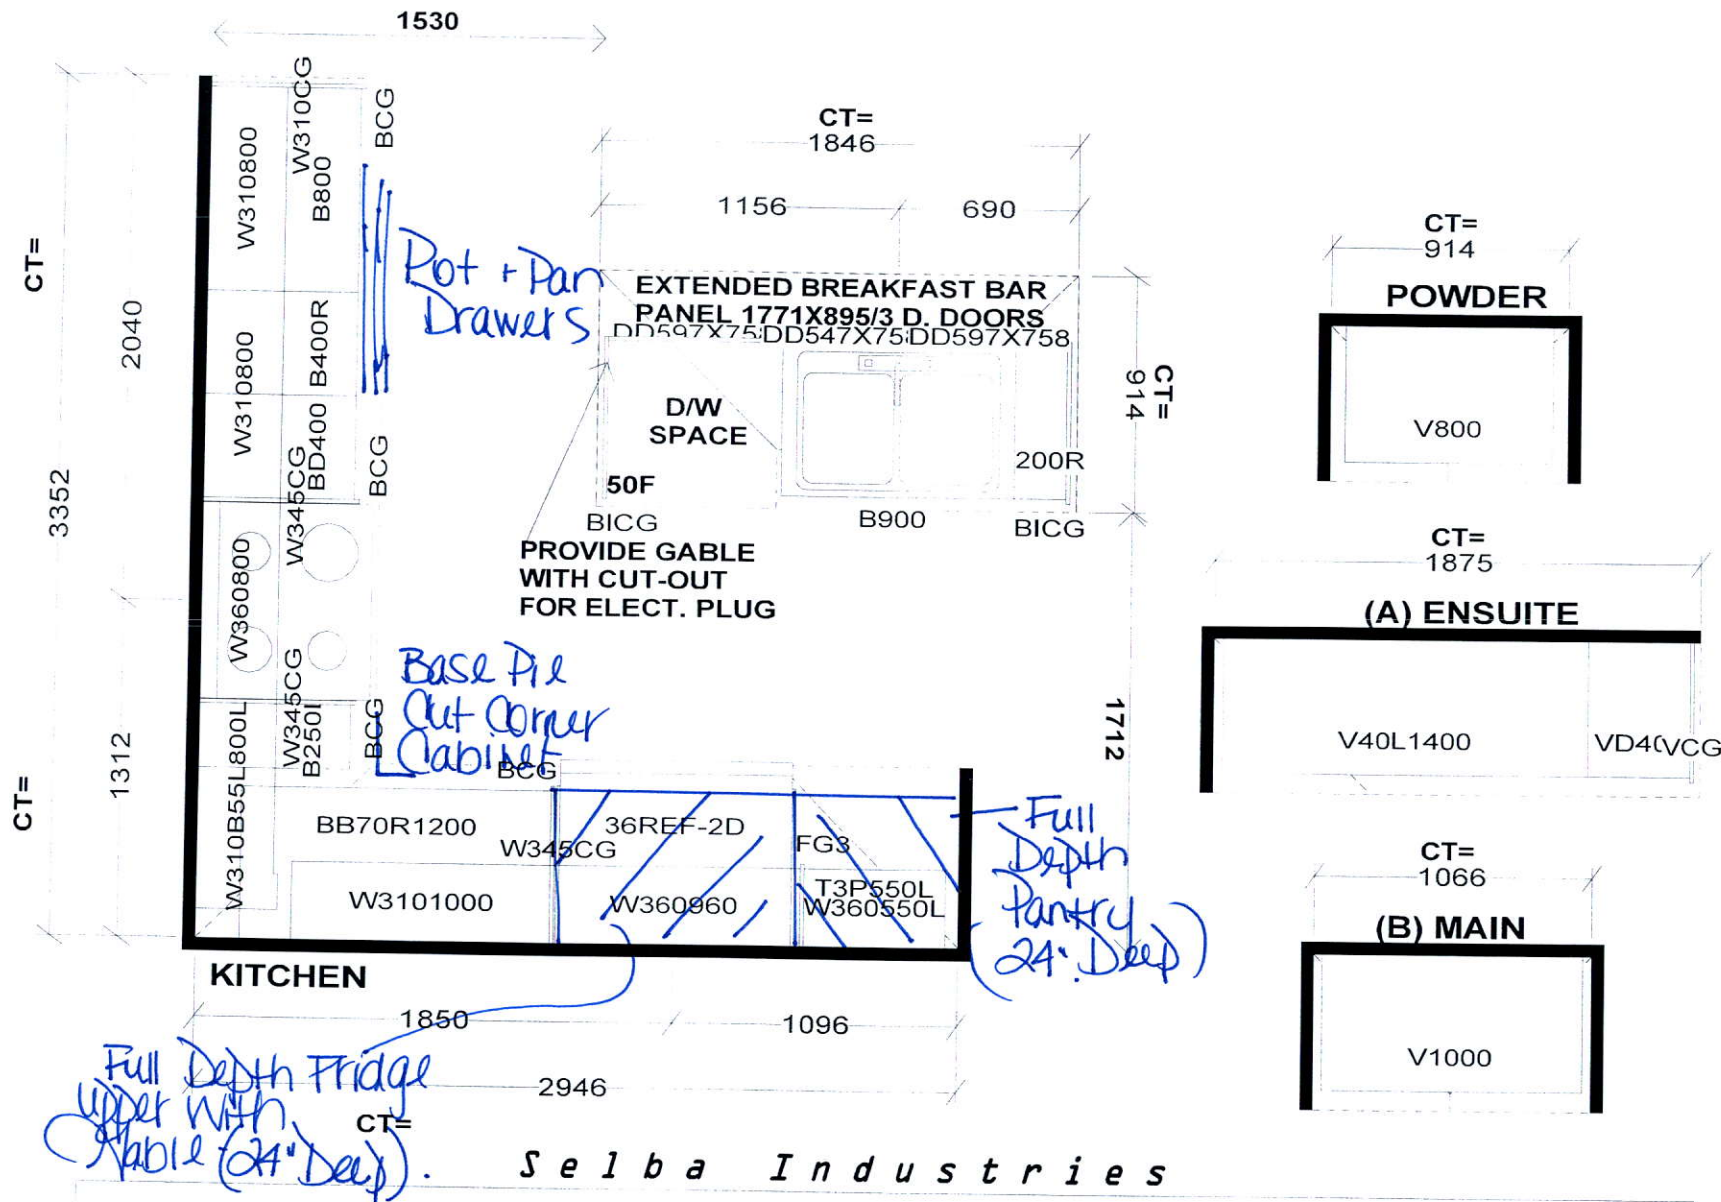 1530
CT=
1846
1156
690
CT=
3352
CT=
2040
1312
W310800
W310CG
B800
BCG
W310800
B400R
BD400
BCG
W345CG
W360800
W345CG
B250
BCG
W310B55L800L
Pot + Pan
Drawers
EXTENDED BREAKFAST BAR
PANEL 1771X895/3 D. DOORS
DD597X75 DD547X75 DD597X758
D/W
SPACE
50F
200R
BICG
B900
BICG
CT=
914
PROVIDE GABLE
WITH CUT-OUT
FOR ELECT. PLUG
1712
Base Pie
Cut Corner
Cabinet
BCG
BB70R1200
W345CG
36REF-2D
FG3
W3101000
W360960
T3P550L
W360550L
Full
Depth
Pantry
(24" Deep)
KITCHEN
1850
1096
2946
CT=
Full Depth Fridge
upper with
Gable (24" Deep).
CT=
914
POWDER
V800
CT=
1875
(A) ENSUITE
V40L1400
VD40
VCG
CT=
1066
(B) MAIN
V1000
Selba Industries